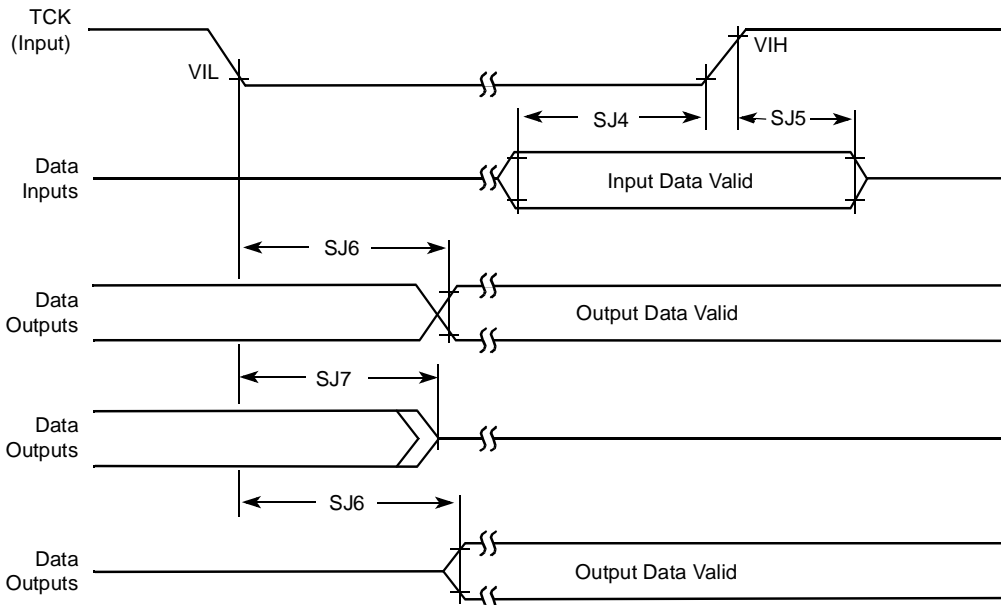 TCK
(Input)
VIL
VIH
SJ4
SJ5
Data
Inputs
Input Data Valid
SJ6
Data
Outputs
Output Data Valid
SJ7
Data
Outputs
SJ6
Data
Outputs
Output Data Valid